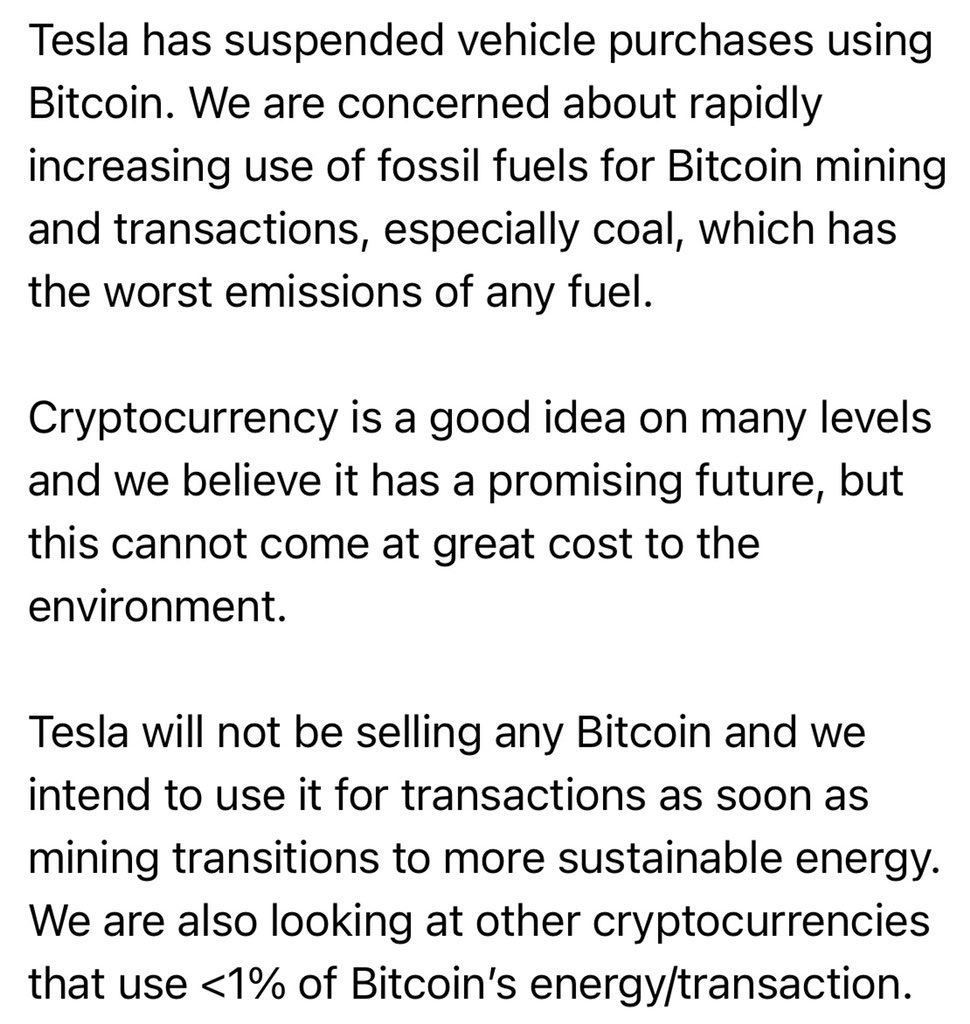 Tesla has suspended vehicle purchases using
Bitcoin. We are concerned about rapidly
increasing use of fossil fuels for Bitcoin mining
and transactions, especially coal, which has
the worst emissions of any fuel.
Cryptocurrency is a good idea on many levels
and we believe it has a promising future, but
this cannot come at great cost to the
environment.
Tesla will not be selling any Bitcoin and we
intend to use it for transactions as soon as
mining transitions to more sustainable energy.
We are also looking at other cryptocurrencies
that use <1% of Bitcoin’s energy/transaction.